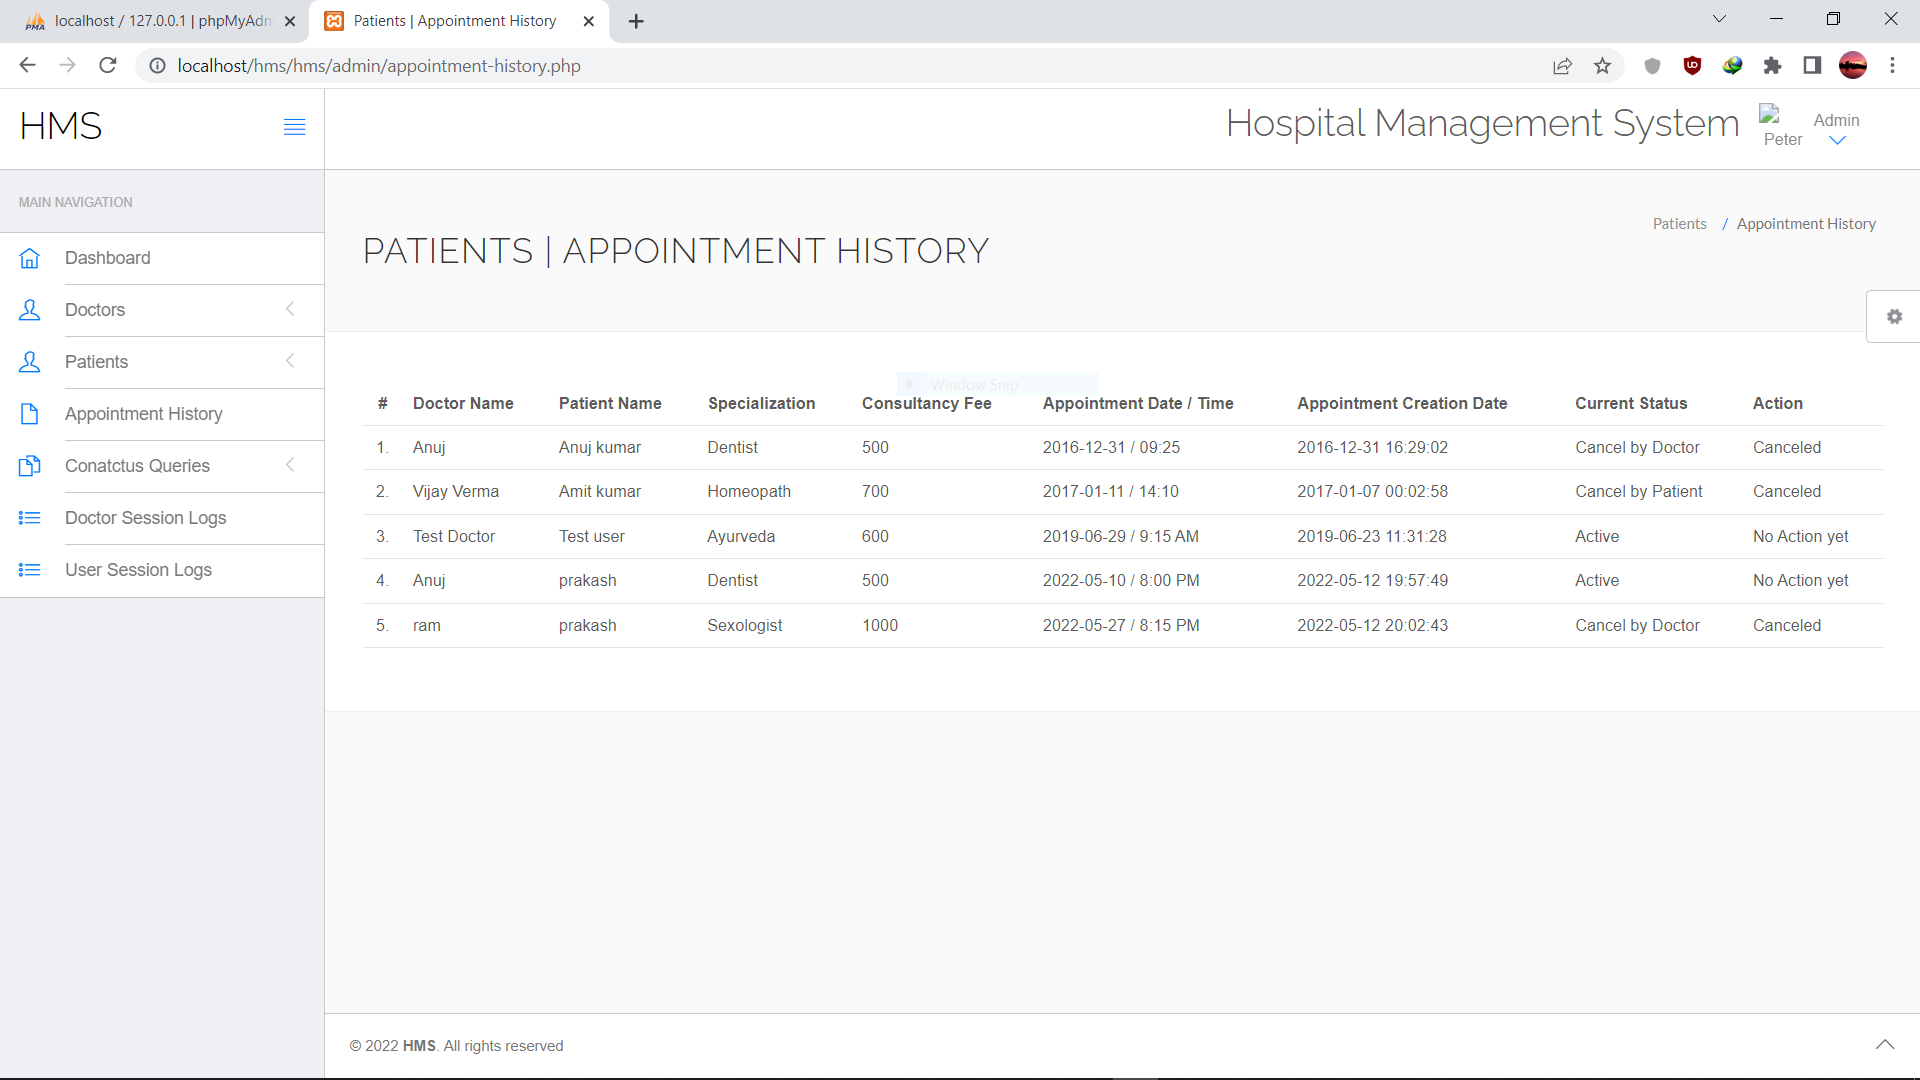 localhost / 127.0.0.1 | phpMyAdm
Patients | Appointment History
localhost/hms/hms/admin/appointment-history.php
HMS
Hospital Management System
Peter
Admin
MAIN NAVIGATION
Dashboard
Doctors
Patients
Appointment History
Conatctus Queries
Doctor Session Logs
User Session Logs
PATIENTS | APPOINTMENT HISTORY
Patients / Appointment History
Window Snip
# Doctor Name Patient Name Specialization Consultancy Fee Appointment Date / Time Appointment Creation Date Current Status Action
1. Anuj Anuj kumar Dentist 500 2016-12-31 / 09:25 2016-12-31 16:29:02 Cancel by Doctor Canceled
2. Vijay Verma Amit kumar Homeopath 700 2017-01-11 / 14:10 2017-01-07 00:02:58 Cancel by Patient Canceled
3. Test Doctor Test user Ayurveda 600 2019-06-29 / 9:15 AM 2019-06-23 11:31:28 Active No Action yet
4. Anuj prakash Dentist 500 2022-05-10 / 8:00 PM 2022-05-12 19:57:49 Active No Action yet
5. ram prakash Sexologist 1000 2022-05-27 / 8:15 PM 2022-05-12 20:02:43 Cancel by Doctor Canceled
© 2022 HMS. All rights reserved